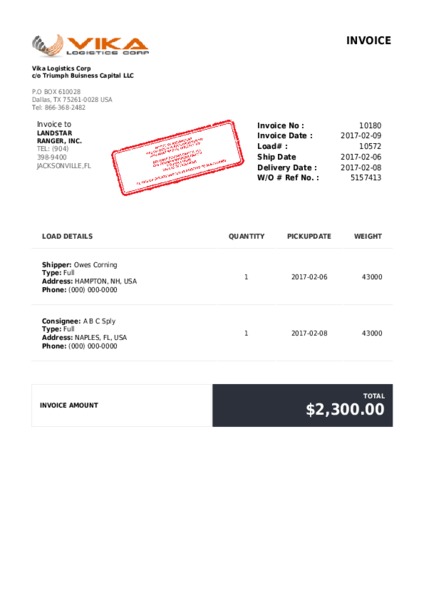 VIKA
LOGISTICS CORP
INVOICE
Vika Logistics Corp
c/o Triumph Buisness Capital LLC
P.O BOX 610028
Dallas, TX 75261-0028 USA
Tel: 866-368-2482
Invoice to
LANDSTAR
RANGER, INC.
TEL: (904)
398-9400
JACKSONVILLE,FL
Invoice No : 10180
Invoice Date : 2017-02-09
Load# : 10572
Ship Date 2017-02-06
Delivery Date : 2017-02-08
W/O # Ref No. : 5157413
LOAD DETAILS QUANTITY PICKUPDATE WEIGHT
Shipper: Owes Corning
Type: Full
Address: HAMPTON, NH, USA
Phone: (000) 000-0000
1 2017-02-06 43000
Consignee: A B C Sply
Type: Full
Address: NAPLES, FL, USA
Phone: (000) 000-0000
1 2017-02-08 43000
INVOICE AMOUNT
TOTAL
$2,300.00